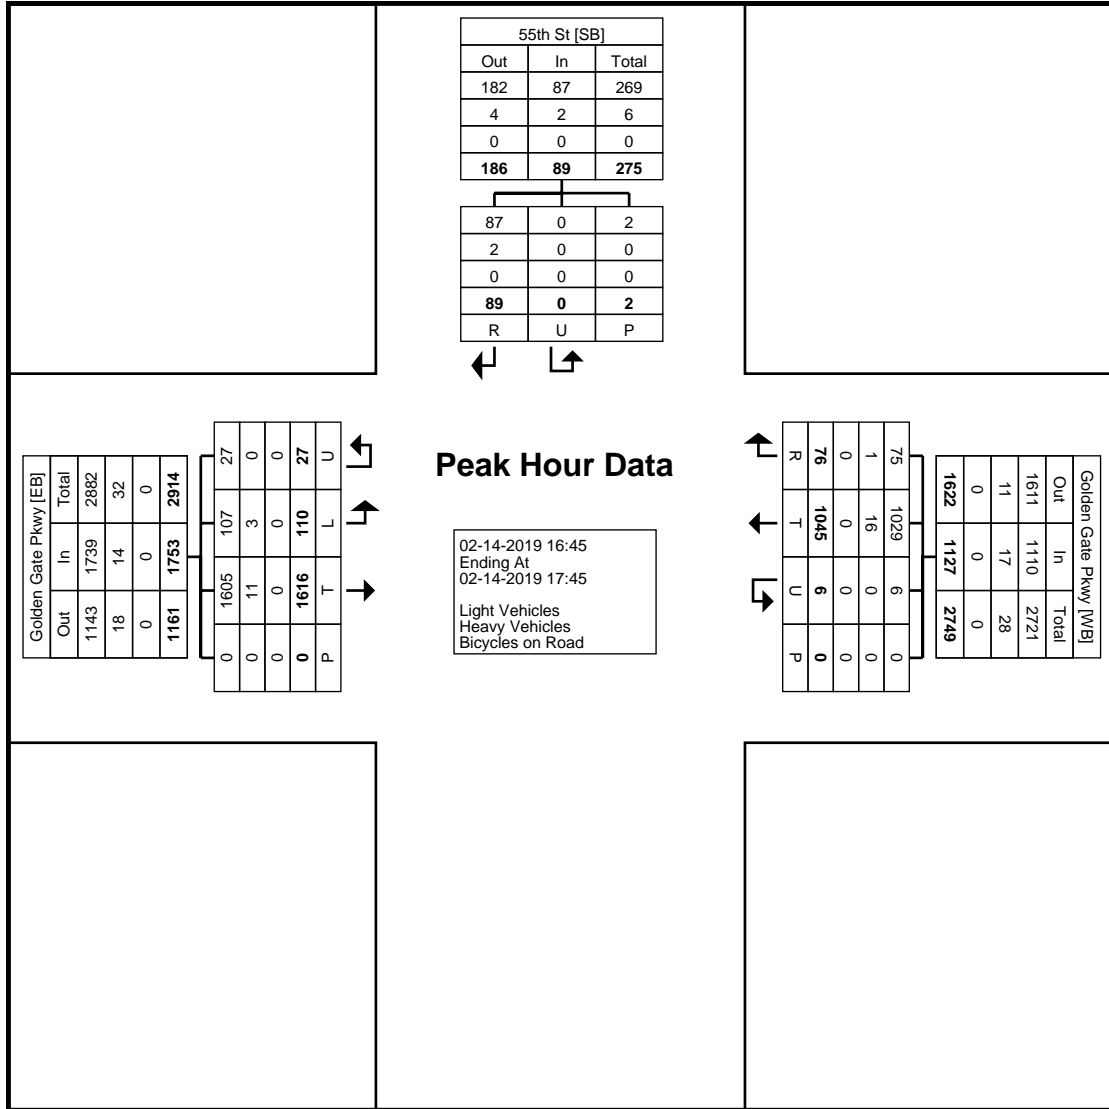 55th St [SB]
Out In Total
182 87 269
4 2 6
0 0 0
186 89 275
87 0 2
2 0 0
0 0 0
89 0 2
R U P
Peak Hour Data
02-14-2019 16:45
Ending At
02-14-2019 17:45
Light Vehicles
Heavy Vehicles
Bicycles on Road
Golden Gate Pkwy [EB]
Out In Total
1143 1739 2882
18 14 32
0 0 0
1161 1753 2914
0 1605 107 27
0 11 3 0
0 0 0 0
0 1616 110 27
P T L U
Golden Gate Pkwy [WB]
Out In Total
1611 1110 2721
11 17 28
0 0 0
1622 1127 2749
75 1029 6 0
1 16 0 0
0 0 0 0
76 1045 6 0
R T U P